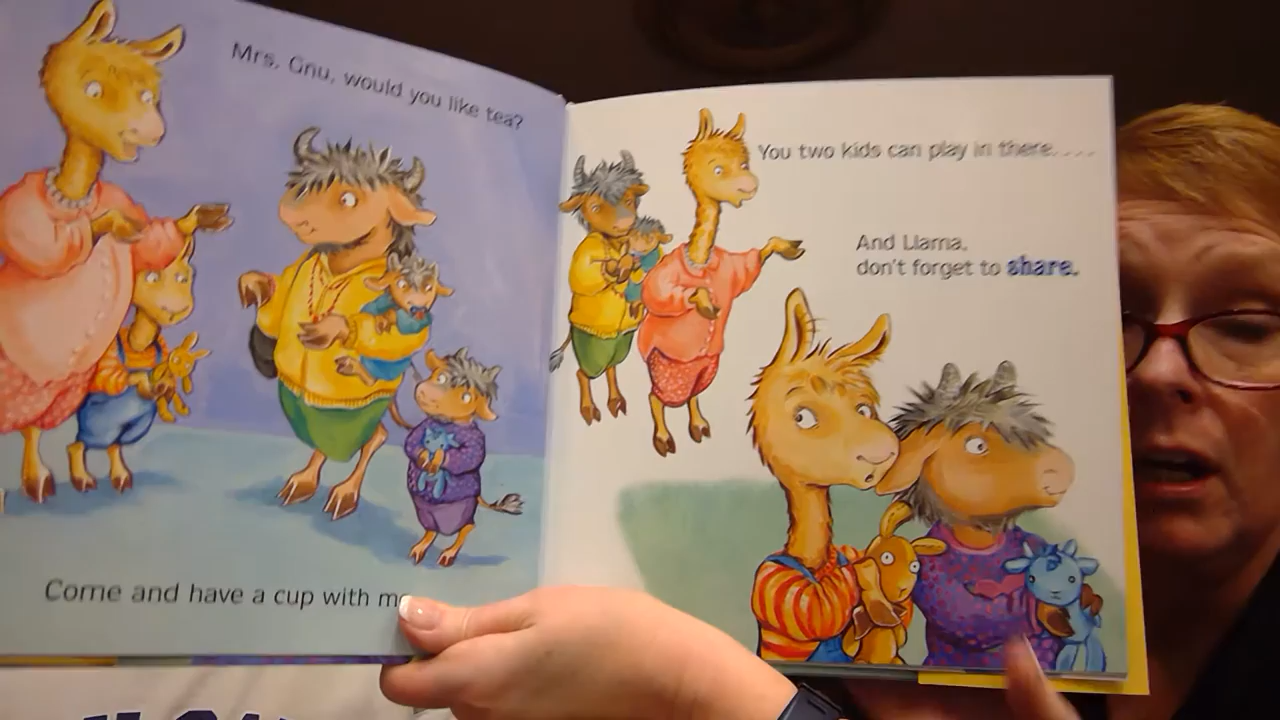 Mrs. Gnu, would you like tea?
Come and have a cup with
You two kids can play in there. . . .
And Llama,
don't forget to share.